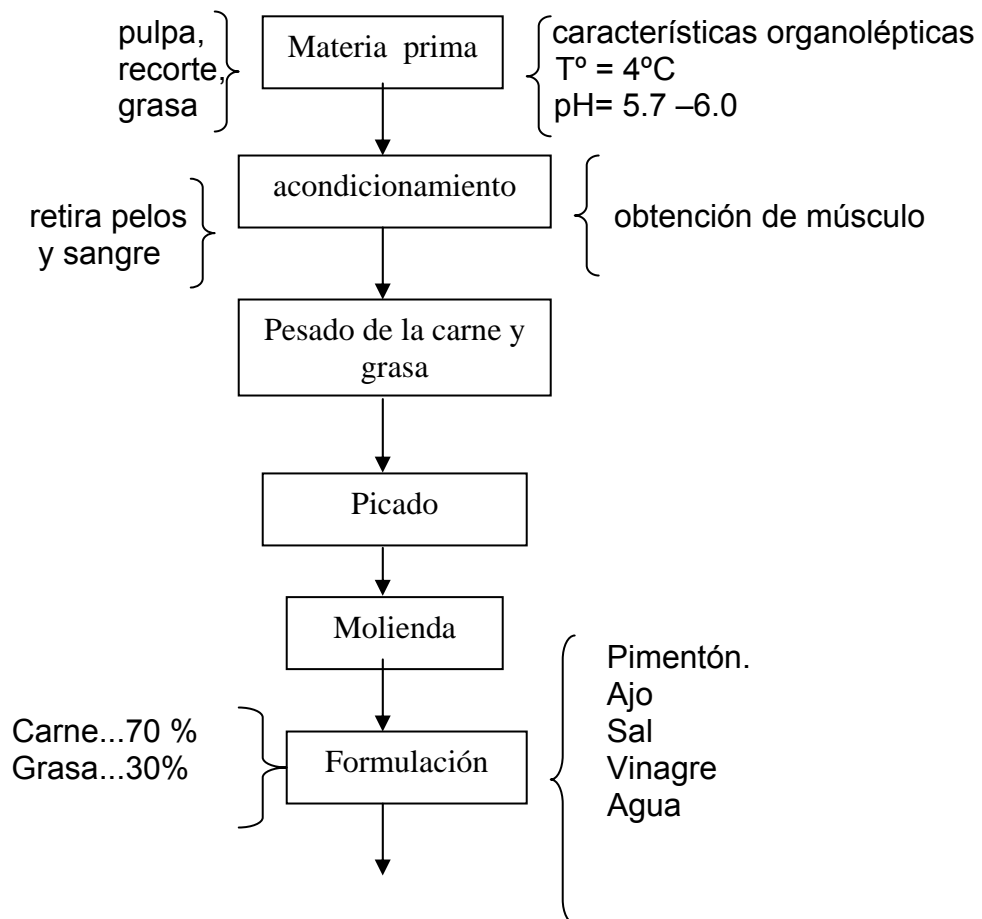 pulpa,
recorte,
grasa
Materia prima
características organolépticas
Tº = 4ºC
pH= 5.7 –6.0
retira pelos
y sangre
acondicionamiento
obtención de músculo
Pesado de la carne y
grasa
Picado
Molienda
Carne...70 %
Grasa...30%
Formulación
Pimentón.
Ajo
Sal
Vinagre
Agua